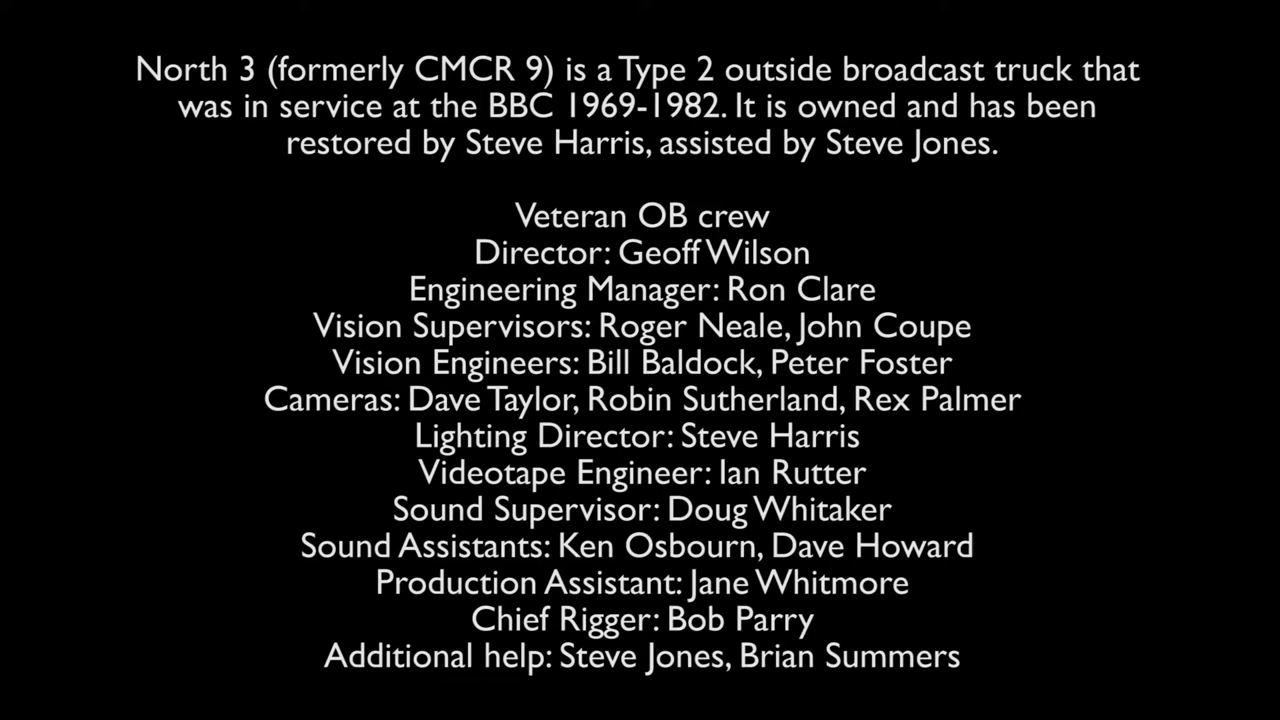 North 3 (formerly CMCR 9) is a Type 2 outside broadcast truck that
was in service at the BBC 1969-1982. It is owned and has been
restored by Steve Harris, assisted by Steve Jones.
Veteran OB crew
Director: Geoff Wilson
Engineering Manager: Ron Clare
Vision Supervisors: Roger Neale, John Coupe
Vision Engineers: Bill Baldock, Peter Foster
Cameras: Dave Taylor, Robin Sutherland, Rex Palmer
Lighting Director: Steve Harris
Videotape Engineer: Ian Rutter
Sound Supervisor: Doug Whitaker
Sound Assistants: Ken Osbourn, Dave Howard
Production Assistant: Jane Whitmore
Chief Rigger: Bob Parry
Additional help: Steve Jones, Brian Summers